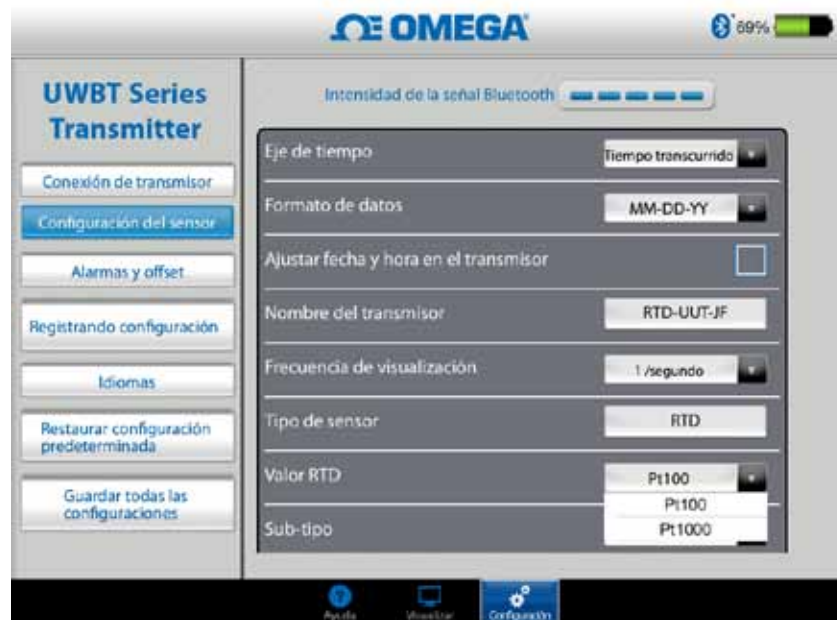 OMEGA
69%
UWBT Series
Transmitter
Conexión de transmisor
Configuración del sensor
Alarmas y offset
Registrando configuración
Idiomas
Restaurar configuración
predeterminada
Guardar todas las
configuraciones
Intensidad de la señal Bluetooth
Eje de tiempo
Tiempo transcurrido
Formato de datos
MM-DD-YY
Ajustar fecha y hora en el transmisor
Nombre del transmisor
RTD-UUT-JF
Frecuencia de visualización
1 /segundo
Tipo de sensor
RTD
Valor RTD
Pt100
Pt100
Pt1000
Sub-tipo
Ayuda
Visualizar
Configuración